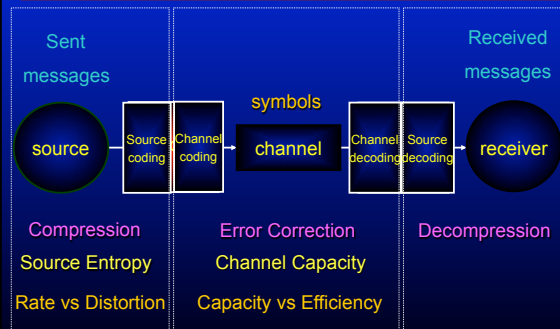 Sent
messages
Received
messages
symbols
source
Source
coding
Channel
coding
channel
Channel
decoding
Source
decoding
receiver
Compression
Error Correction
Decompression
Source Entropy
Channel Capacity
Rate vs Distortion
Capacity vs Efficiency